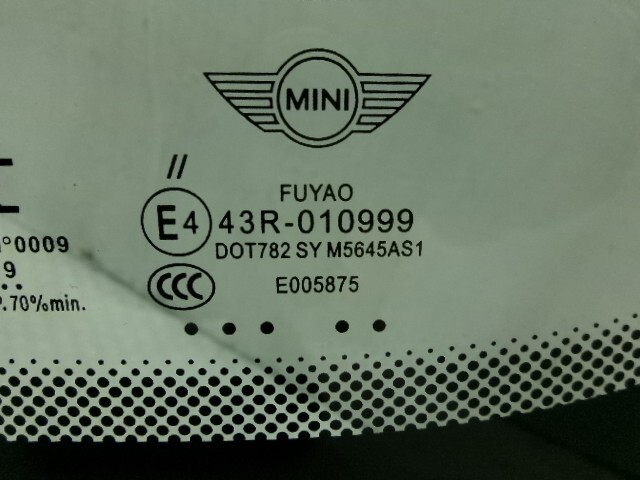 MINI
//
FUYAO
E4 43R-010999
DOT782 SY M5645AS1
°0009
9
CCC
E005875
.70%min.